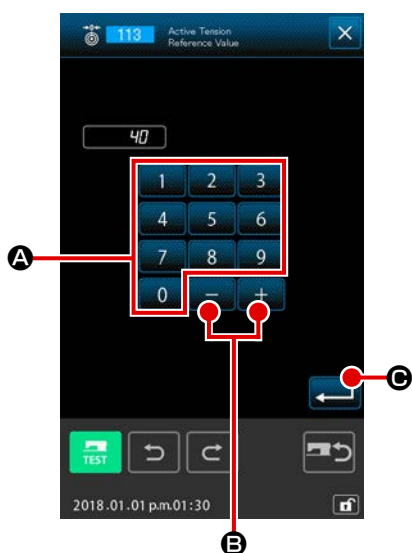 113 Active Tension
Reference Value
40
1 2 3
4 5 6
A
7 8 9
0 − +
C
TEST
2018.01.01 p.m.01:30
B